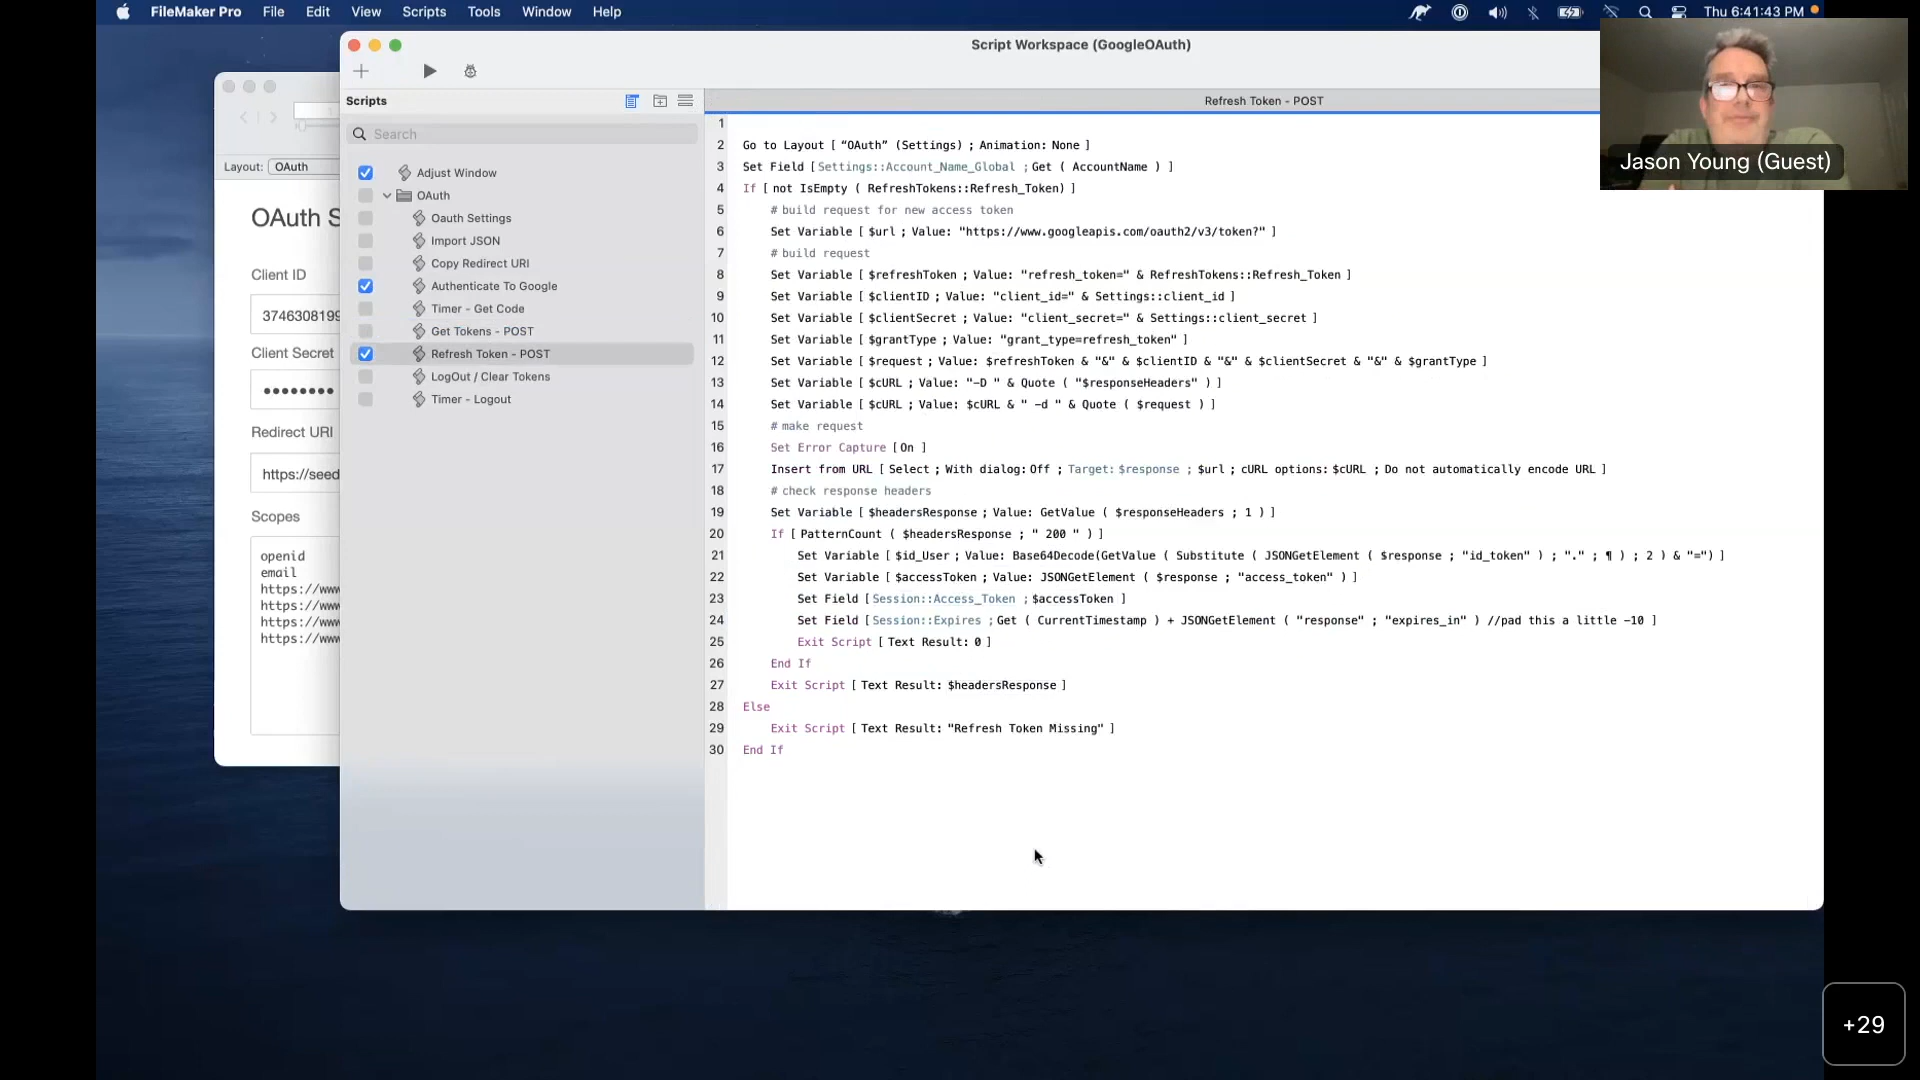 FileMaker Pro File Edit View Scripts Tools Window Help
Thu 6:41:43 PM
Script Workspace (GoogleOAuth)
Jason Young (Guest)
Scripts
Search
Adjust Window
OAuth
Oauth Settings
Import JSON
Copy Redirect URI
Authenticate To Google
Timer - Get Code
Get Tokens - POST
Refresh Token - POST
LogOut / Clear Tokens
Timer - Logout
Layout: OAuth
OAuth S
Client ID
3746308199
Client Secret
Redirect URI
https://seed
Scopes
openid
email
https://www
https://www
https://www
https://www
Refresh Token - POST
1
2 Go to Layout [ “OAuth” (Settings) ; Animation: None ]
3 Set Field [ Settings::Account_Name_Global ; Get ( AccountName ) ]
4 If [ not IsEmpty ( RefreshTokens::Refresh_Token) ]
5 # build request for new access token
6 Set Variable [ $url ; Value: "https://www.googleapis.com/oauth2/v3/token?" ]
7 # build request
8 Set Variable [ $refreshToken ; Value: "refresh_token=" & RefreshTokens::Refresh_Token ]
9 Set Variable [ $clientID ; Value: "client_id=" & Settings::client_id ]
10 Set Variable [ $clientSecret ; Value: "client_secret=" & Settings::client_secret ]
11 Set Variable [ $grantType ; Value: "grant_type=refresh_token" ]
12 Set Variable [ $request ; Value: $refreshToken & "&" & $clientID & "&" & $clientSecret & "&" & $grantType ]
13 Set Variable [ $cURL ; Value: "-D " & Quote ( "$responseHeaders" ) ]
14 Set Variable [ $cURL ; Value: $cURL & " -d " & Quote ( $request ) ]
15 # make request
16 Set Error Capture [ On ]
17 Insert from URL [ Select ; With dialog: Off ; Target: $response ; $url ; cURL options: $cURL ; Do not automatically encode URL ]
18 # check response headers
19 Set Variable [ $headersResponse ; Value: GetValue ( $responseHeaders ; 1 ) ]
20 If [ PatternCount ( $headersResponse ; " 200 " ) ]
21 Set Variable [ $id_User ; Value: Base64Decode(GetValue ( Substitute ( JSONGetElement ( $response ; "id_token" ) ; "." ; ¶ ) ; 2 ) & "=") ]
22 Set Variable [ $accessToken ; Value: JSONGetElement ( $response ; "access_token" ) ]
23 Set Field [ Session::Access_Token ; $accessToken ]
24 Set Field [ Session::Expires ; Get ( CurrentTimestamp ) + JSONGetElement ( "response" ; "expires_in" ) //pad this a little -10 ]
25 Exit Script [ Text Result: 0 ]
26 End If
27 Exit Script [ Text Result: $headersResponse ]
28 Else
29 Exit Script [ Text Result: "Refresh Token Missing" ]
30 End If
+29